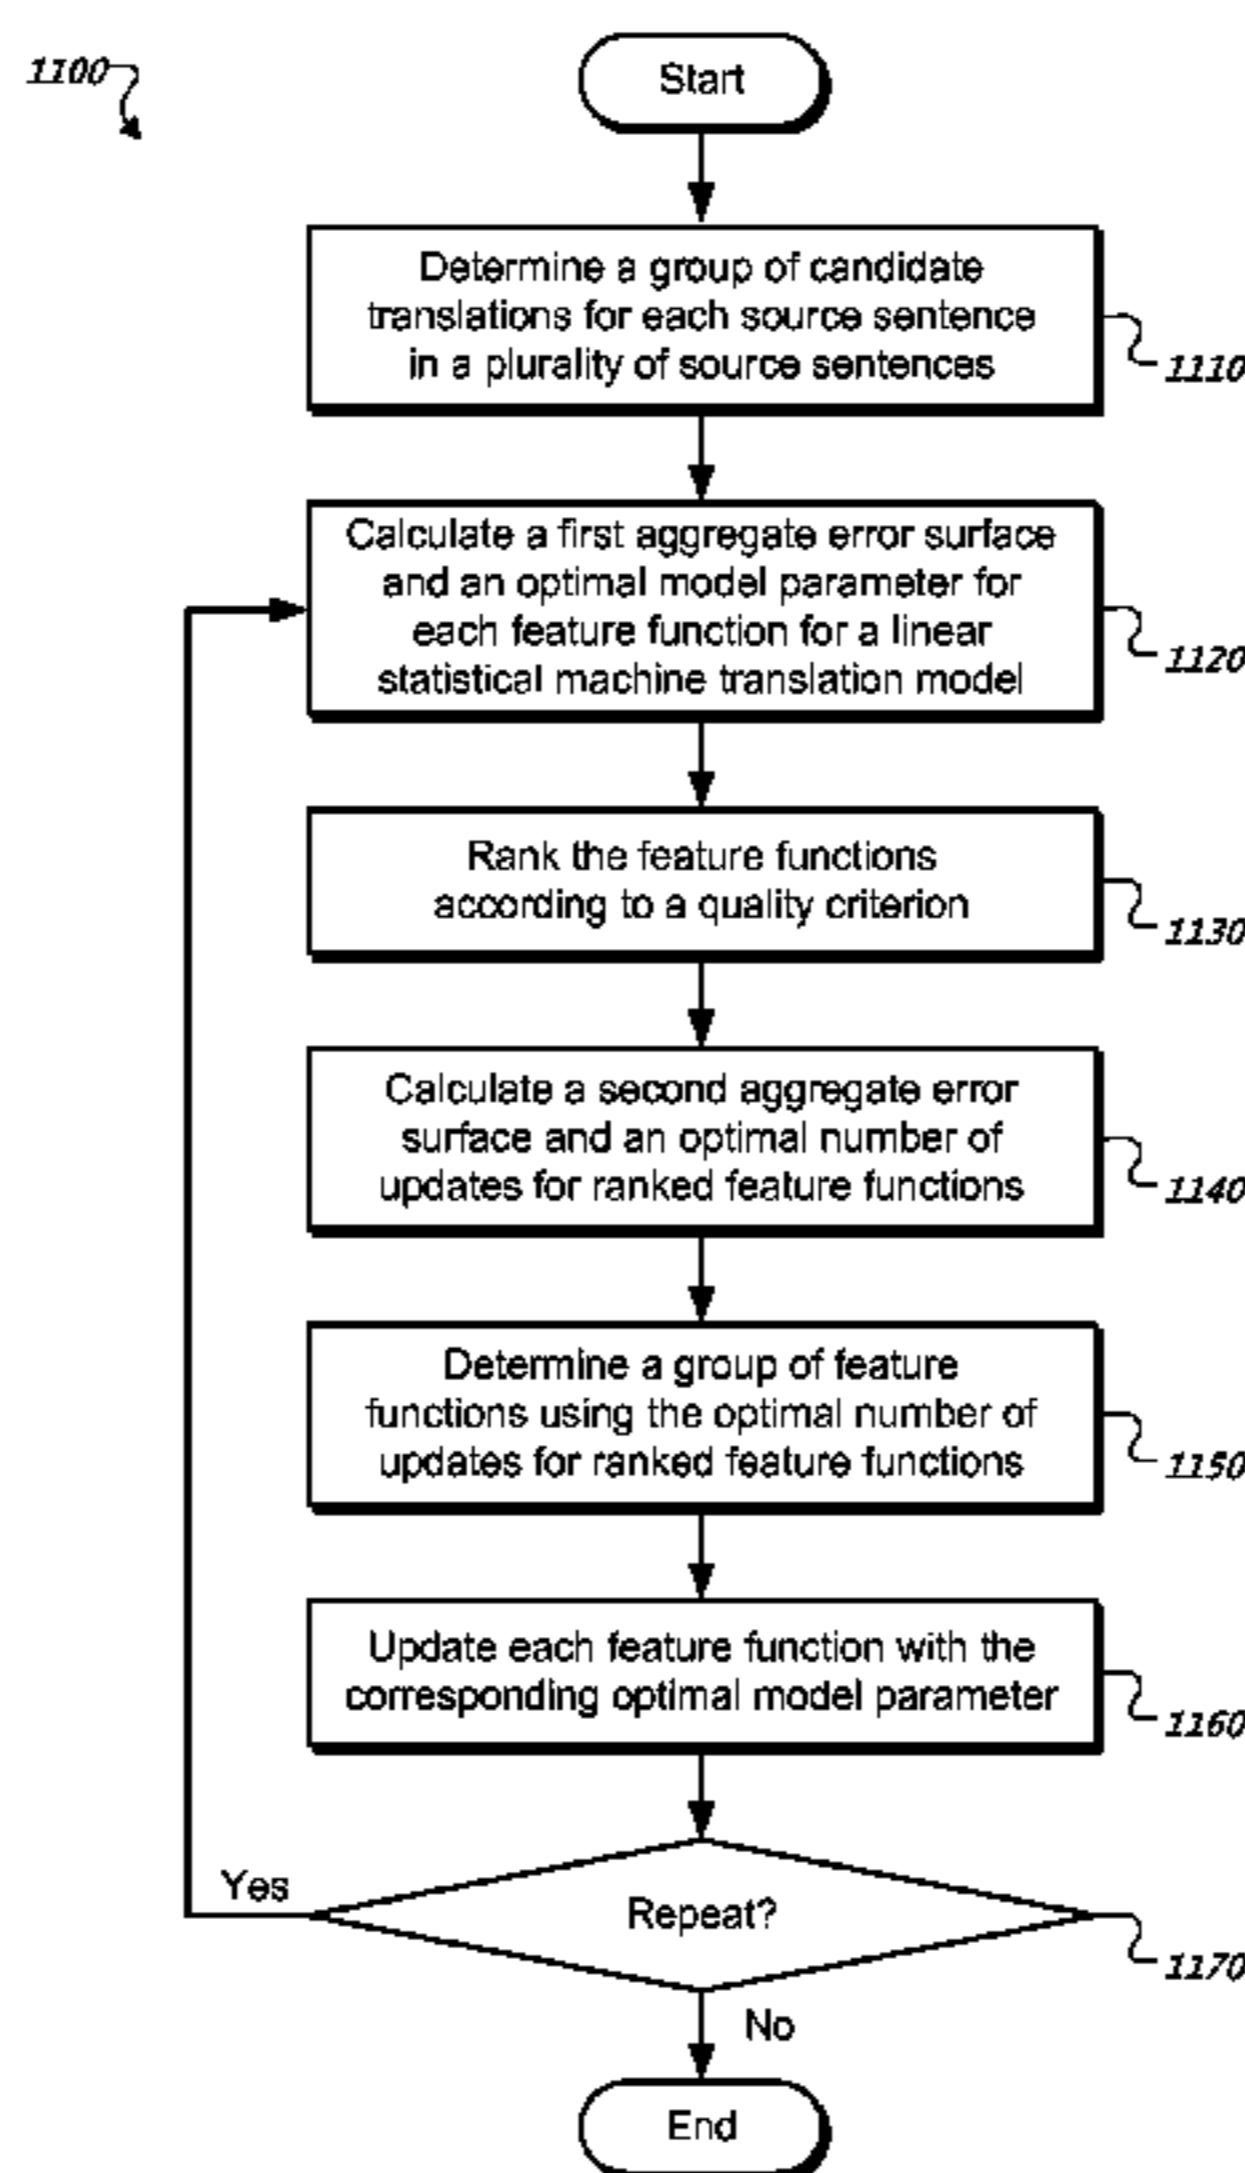 1100
Start
Determine a group of candidate
translations for each source sentence
in a plurality of source sentences
1110
Calculate a first aggregate error surface
and an optimal model parameter for
each feature function for a linear
statistical machine translation model
1120
Rank the feature functions
according to a quality criterion
1130
Calculate a second aggregate error
surface and an optimal number of
updates for ranked feature functions
1140
Determine a group of feature
functions using the optimal number of
updates for ranked feature functions
1150
Update each feature function with the
corresponding optimal model parameter
1160
Yes
Repeat?
1170
No
End